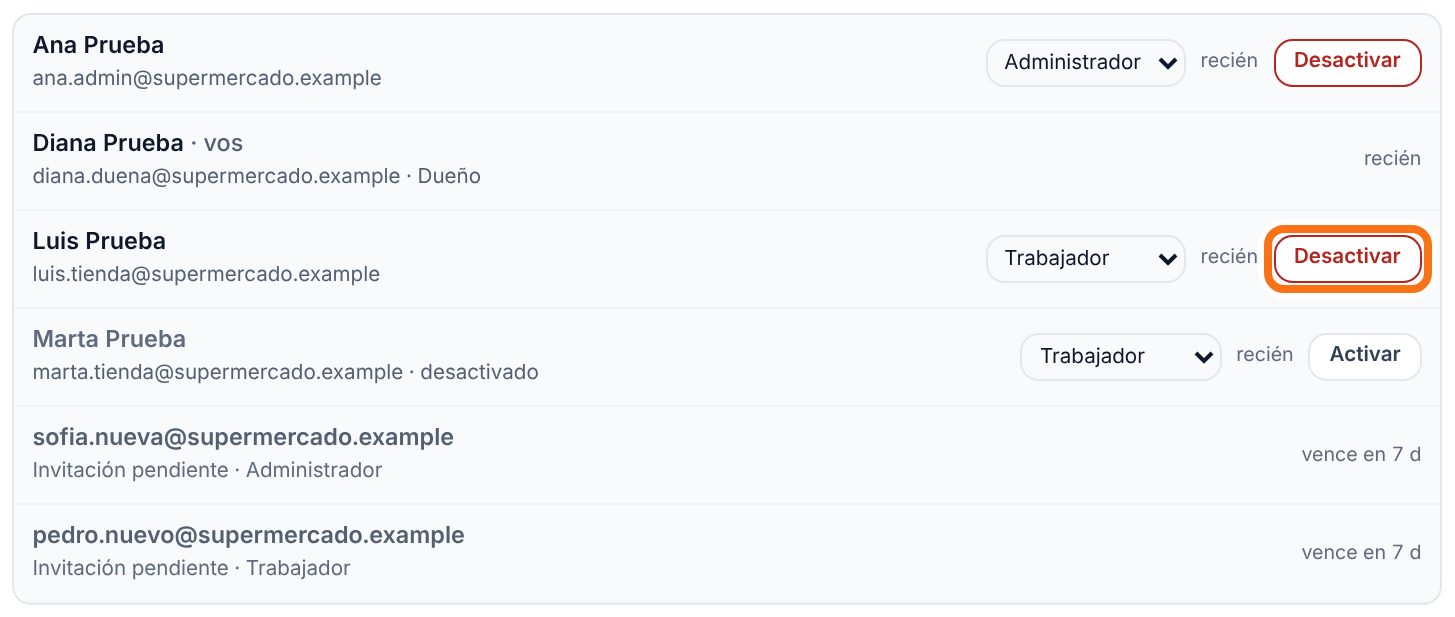 Ana Prueba
ana.admin@supermercado.example
Administrador
recién
Desactivar
Diana Prueba · vos
diana.duena@supermercado.example · Dueño
recién
Luis Prueba
luis.tienda@supermercado.example
Trabajador
recién
Desactivar
Marta Prueba
marta.tienda@supermercado.example · desactivado
Trabajador
recién
Activar
sofia.nueva@supermercado.example
Invitación pendiente · Administrador
vence en 7 d
pedro.nuevo@supermercado.example
Invitación pendiente · Trabajador
vence en 7 d